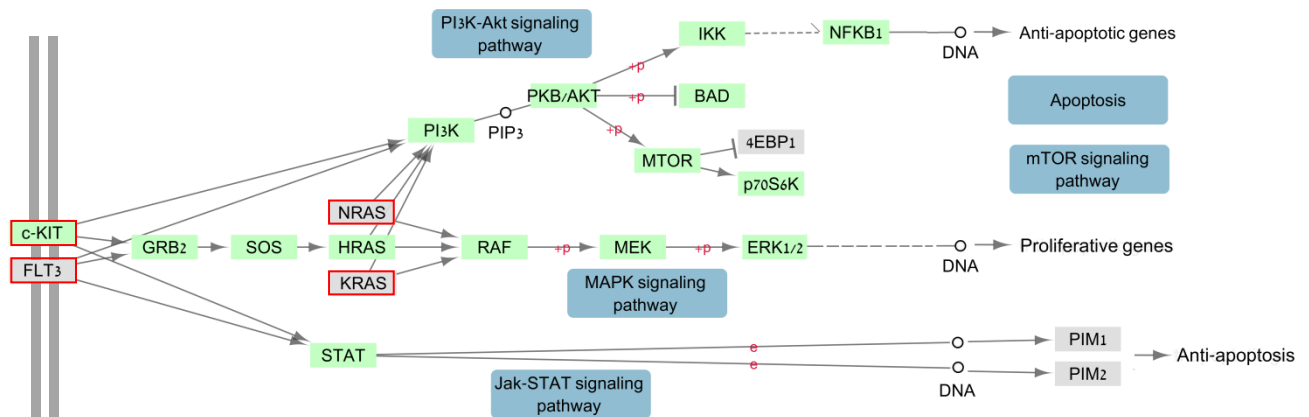 PI3K-Akt signaling
pathway
IKK
NFKB1
DNA
Anti-apoptotic genes
+p
PKB/AKT
+p
BAD
Apoptosis
PI3K
PIP3
+p
MTOR
4EBP1
p70S6K
mTOR signaling
pathway
c-KIT
FLT3
GRB2
SOS
NRAS
HRAS
KRAS
RAF
+p
MEK
+p
ERK1/2
DNA
Proliferative genes
MAPK signaling
pathway
STAT
e
e
DNA
PIM1
PIM2
Anti-apoptosis
Jak-STAT signaling
pathway